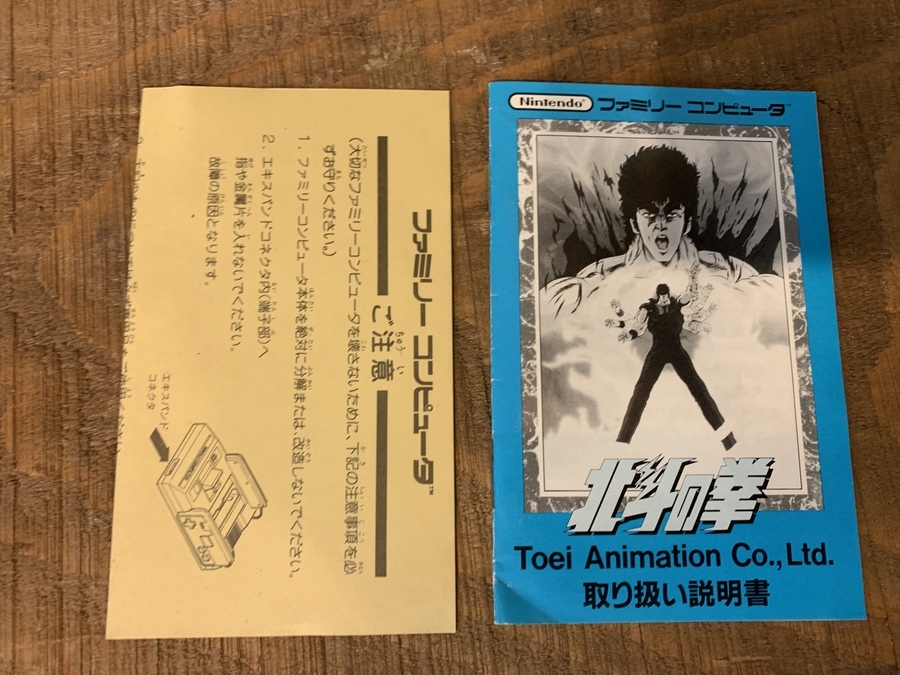 ファミリー コンピュータ™
ご注意
(大切なファミリーコンピュータを壊さないために、下記の注意事項を必
ずお守りください。)
1. ファミリーコンピュータ本体を絶対に分解または、改造しないでください。
2. エキスパンドコネクタ内(端子部)へ
指や金属片を入れないでください。
故障の原因となります。
エキスパンド
コネクタ
Nintendo® ファミリー コンピュータ™
北斗の拳
Toei Animation Co., Ltd.
取り扱い説明書